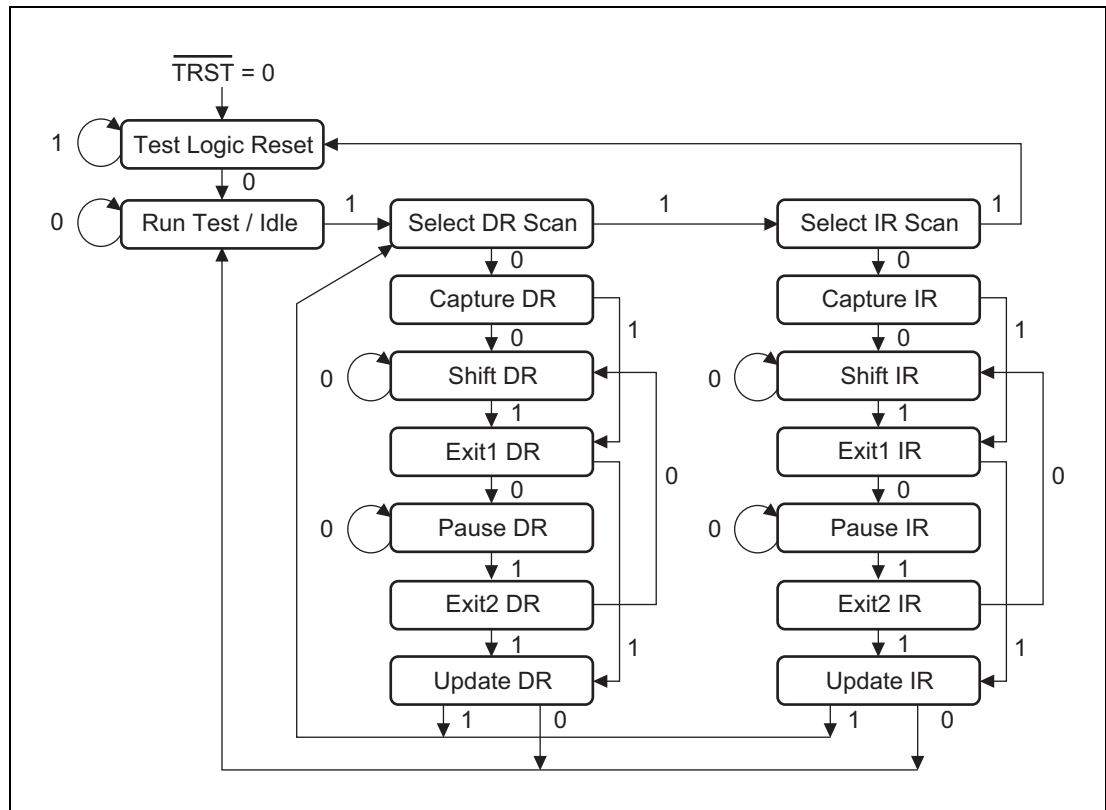 TRST = 0
1
Test Logic Reset
0
0
Run Test / Idle
1
Select DR Scan
1
Select IR Scan
1
0
0
Capture DR
1
Capture IR
1
0
0
0
Shift DR
0
Shift IR
1
1
Exit1 DR
0
Exit1 IR
0
0
0
0
Pause DR
0
Pause IR
1
1
Exit2 DR
Exit2 IR
1
1
1
1
Update DR
Update IR
1
0
1
0